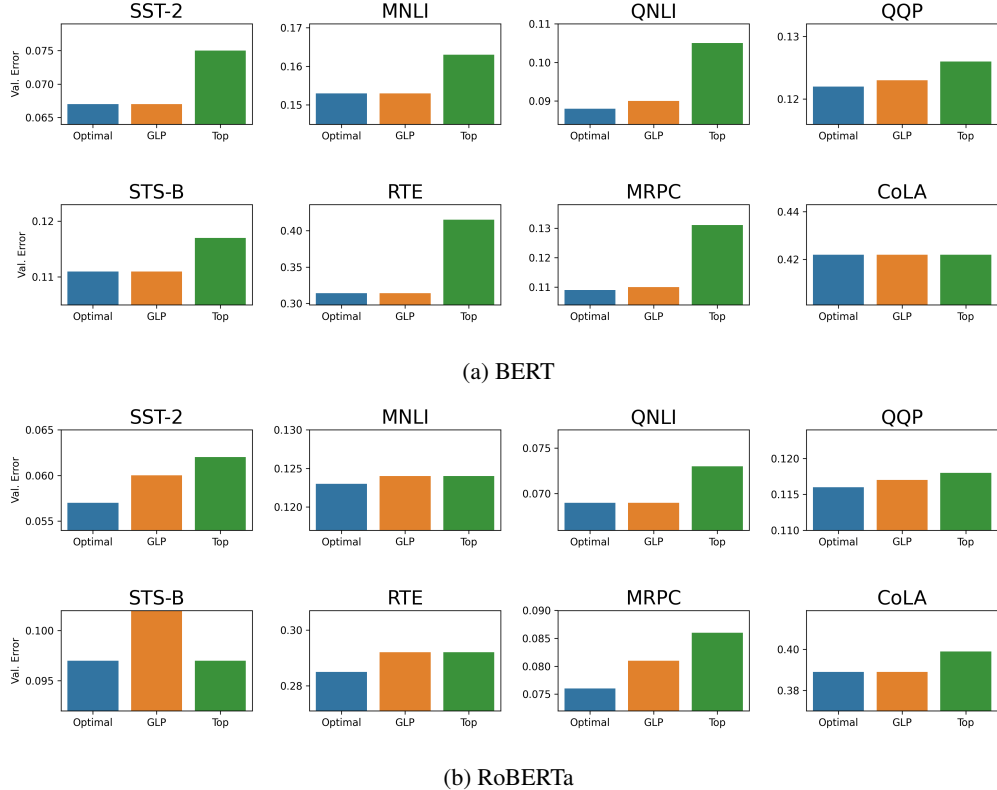 SST-2 MNLI QNLI QQP
Val. Error
0.075 0.070 0.065
0.17 0.16 0.15
0.11 0.10 0.09
0.13 0.12
Optimal GLP Top Optimal GLP Top Optimal GLP Top Optimal GLP Top
STS-B RTE MRPC CoLA
Val. Error
0.12 0.11
0.40 0.35 0.30
0.13 0.12 0.11
0.44 0.42
Optimal GLP Top Optimal GLP Top Optimal GLP Top Optimal GLP Top
(a) BERT
SST-2 MNLI QNLI QQP
Val. Error
0.065 0.060 0.055
0.130 0.125 0.120
0.075 0.070
0.120 0.115 0.110
Optimal GLP Top Optimal GLP Top Optimal GLP Top Optimal GLP Top
STS-B RTE MRPC CoLA
Val. Error
0.100 0.095
0.30 0.28
0.090 0.085 0.080 0.075
0.40 0.38
Optimal GLP Top Optimal GLP Top Optimal GLP Top Optimal GLP Top
(b) RoBERTa